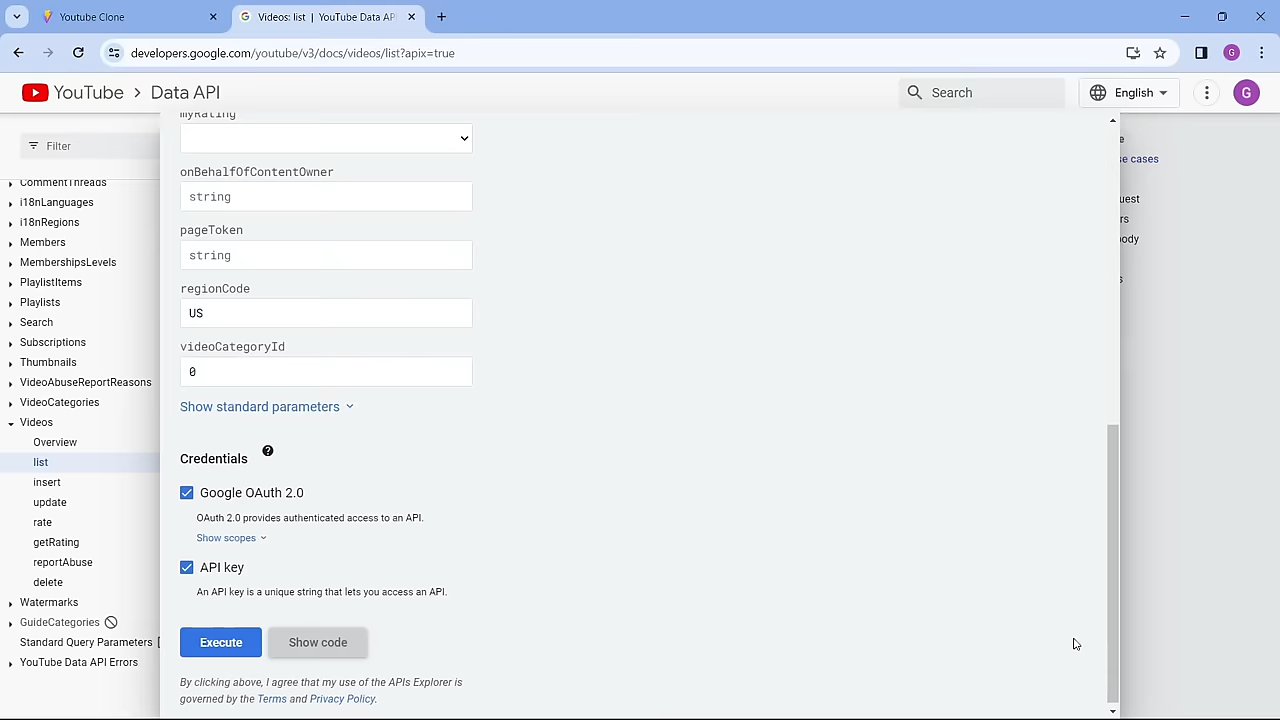 Youtube Clone
Videos: list | YouTube Data API
developers.google.com/youtube/v3/docs/videos/list?apix=true
G
YouTube > Data API
Search
English
G
Filter
CommentThreads
i18nLanguages
i18nRegions
Members
MembershipsLevels
PlaylistItems
Playlists
Search
Subscriptions
Thumbnails
VideoAbuseReportReasons
VideoCategories
Videos
Overview
list
insert
update
rate
getRating
reportAbuse
delete
Watermarks
GuideCategories
Standard Query Parameters
YouTube Data API Errors
myRating
onBehalfOfContentOwner
string
pageToken
string
regionCode
US
videoCategoryId
0
Show standard parameters
Credentials
Google OAuth 2.0
OAuth 2.0 provides authenticated access to an API.
Show scopes
API key
An API key is a unique string that lets you access an API.
Execute
Show code
By clicking above, I agree that my use of the APIs Explorer is
governed by the Terms and Privacy Policy.
e
se cases
uest
rs
ody
s